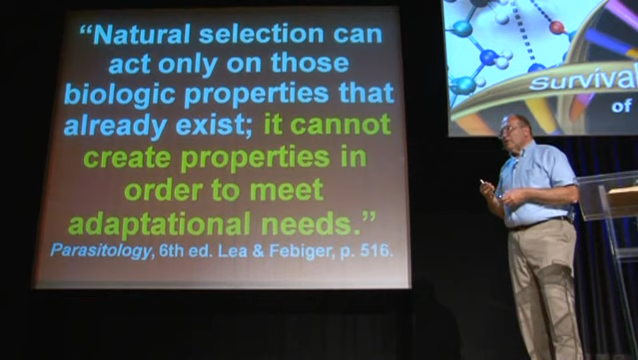 “Natural selection can
act only on those
biologic properties that
already exist; it cannot
create properties in
order to meet
adaptational needs.”
Parasitology, 6th ed. Lea & Febiger, p. 516.
Survival
of